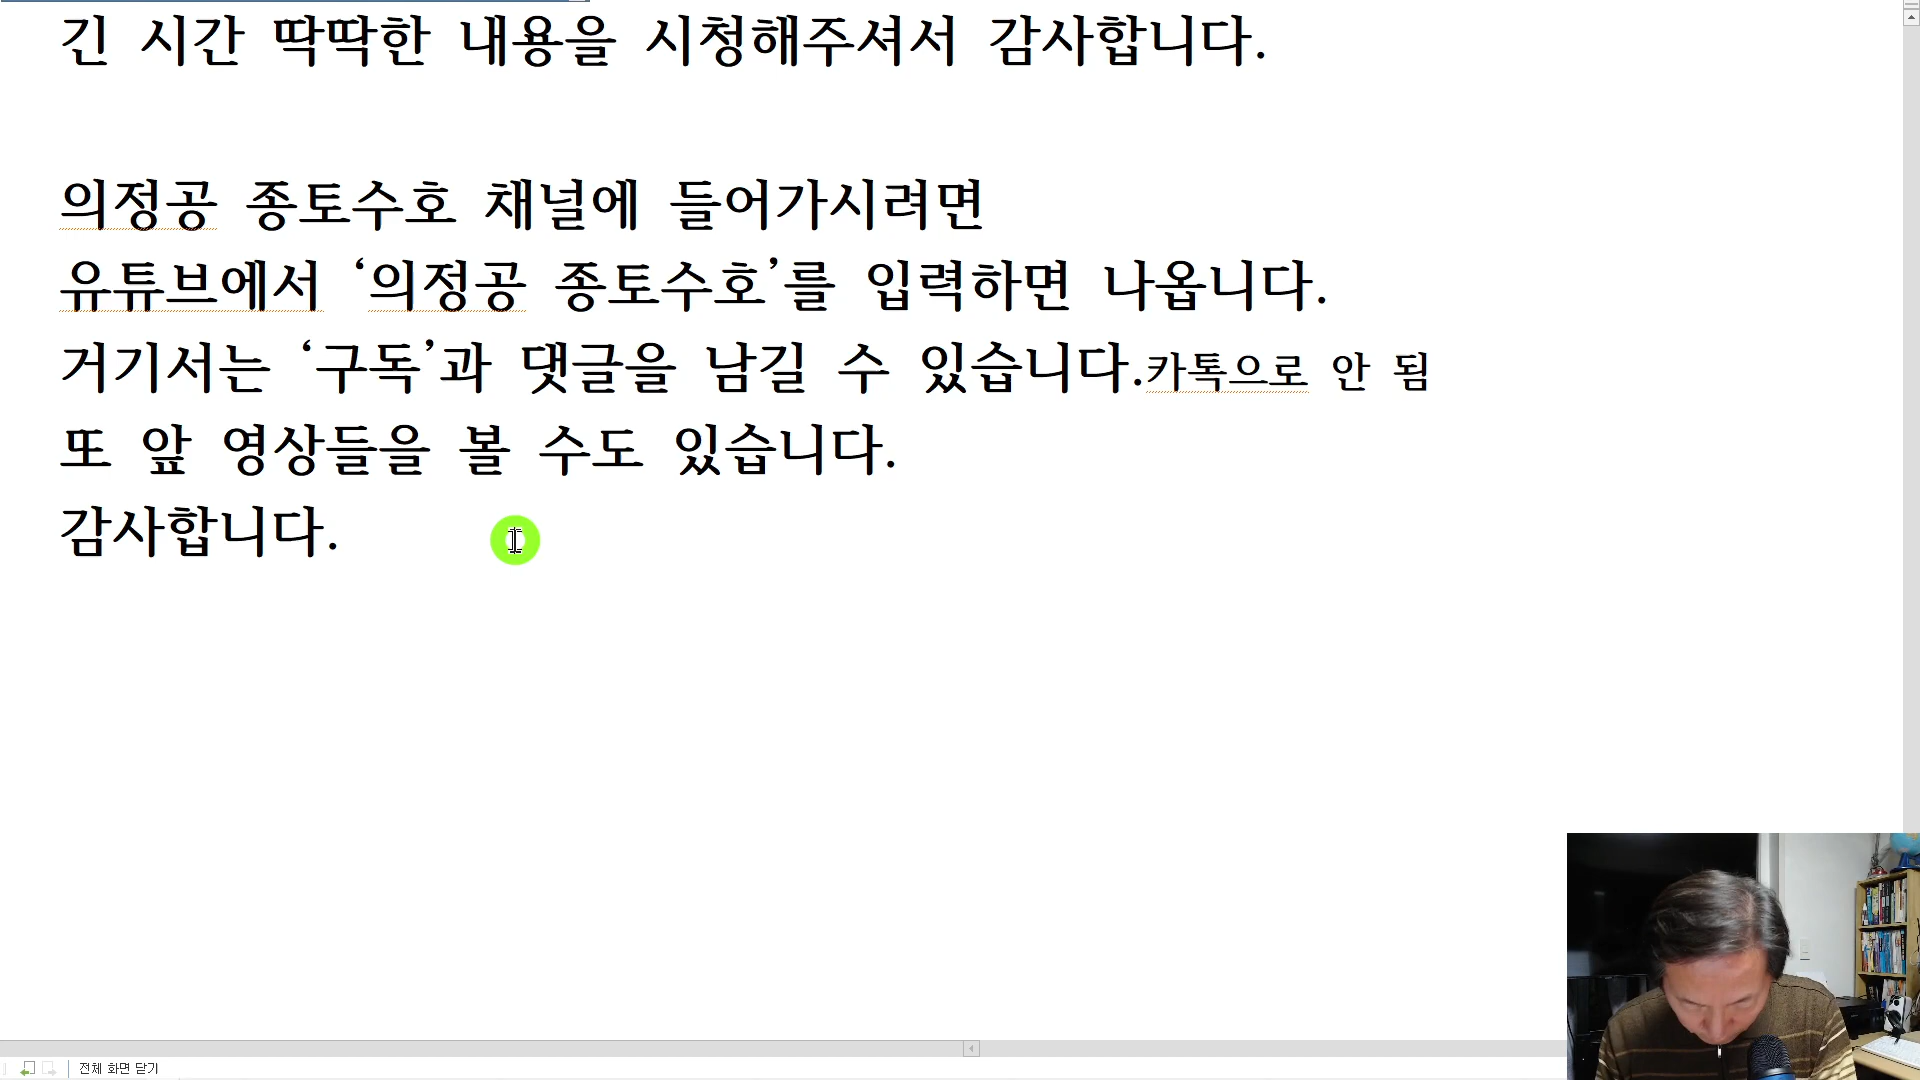 긴 시간 딱딱한 내용을 시청해주셔서 감사합니다.
의정공 종토수호 채널에 들어가시려면
유튜브에서 ‘의정공 종토수호’를 입력하면 나옵니다.
거기서는 ‘구독’과 댓글을 남길 수 있습니다.카톡으로 안 됨
또 앞 영상들을 볼 수도 있습니다.
감사합니다.
전체 화면 닫기